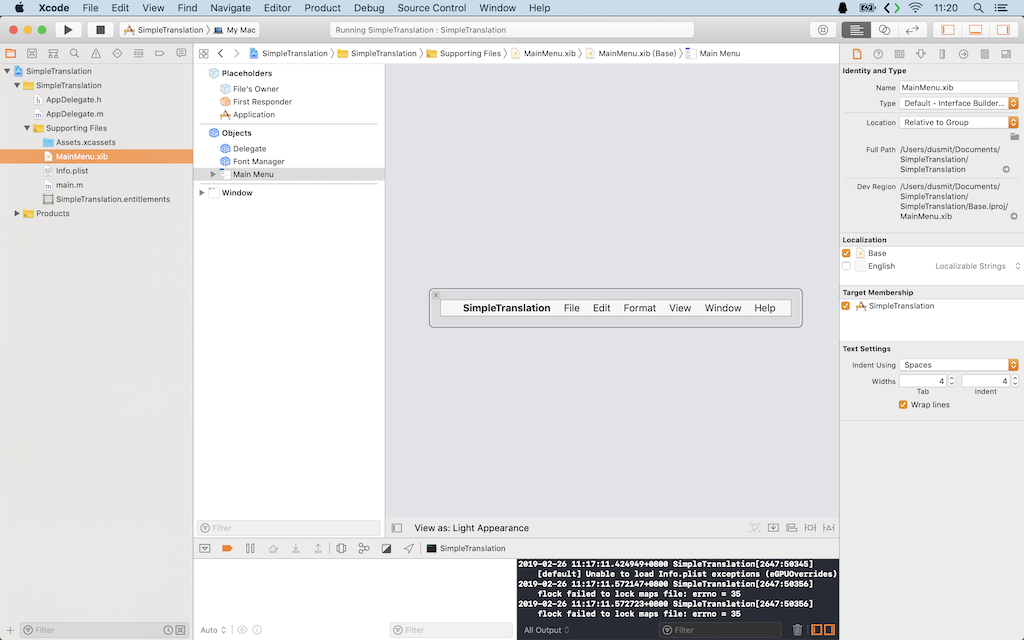 Xcode File Edit View Find Navigate Editor Product Debug Source Control Window Help 11:20
SimpleTranslation My Mac Running SimpleTranslation : SimpleTranslation
SimpleTranslation SimpleTranslation Supporting Files MainMenu.xib MainMenu.xib (Base) Main Menu
SimpleTranslation
SimpleTranslation
AppDelegate.h
AppDelegate.m
Supporting Files
Assets.xcassets
MainMenu.xib
Info.plist
main.m
SimpleTranslation.entitlements
Products
Filter
Placeholders
File's Owner
First Responder
Application
Objects
Delegate
Font Manager
Main Menu
Window
Filter
SimpleTranslation File Edit Format View Window Help
View as: Light Appearance
SimpleTranslation
Auto
Filter
2019-02-26 11:17:11.424949+0800 SimpleTranslation[2647:50345]
[default] Unable to load Info.plist exceptions (eGPUOverrides)
2019-02-26 11:17:11.572147+0800 SimpleTranslation[2647:50356]
flock failed to lock maps file: errno = 35
2019-02-26 11:17:11.572723+0800 SimpleTranslation[2647:50356]
flock failed to lock maps file: errno = 35
All Output
Filter
Identity and Type
Name MainMenu.xib
Type Default - Interface Builder...
Location Relative to Group
Full Path /Users/dusmit/Documents/
SimpleTranslation/
SimpleTranslation
Dev Region /Users/dusmit/Documents/
SimpleTranslation/
SimpleTranslation/Base.lproj/
MainMenu.xib
Localization
Base
English Localizable Strings
Target Membership
SimpleTranslation
Text Settings
Indent Using Spaces
Widths 4 4
Tab Indent
Wrap lines